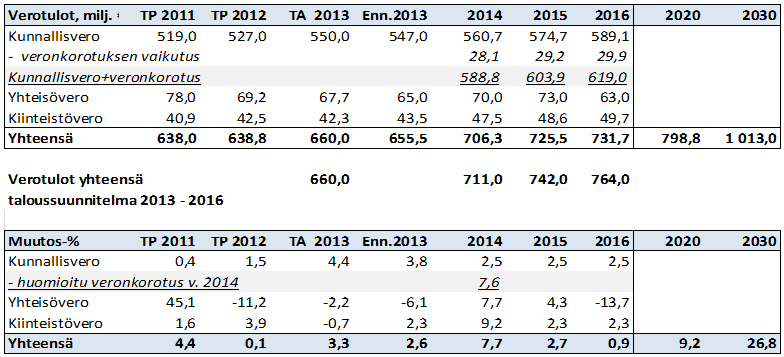 Verotulot, milj. € TP 2011 TP 2012 TA 2013 Enn.2013 2014 2015 2016 2020 2030
Kunnallisvero 519,0 527,0 550,0 547,0 560,7 574,7 589,1
- veronkorotuksen vaikutus 28,1 29,2 29,9
Kunnallisvero+veronkorotus 588,8 603,9 619,0
Yhteisövero 78,0 69,2 67,7 65,0 70,0 73,0 63,0
Kiinteistövero 40,9 42,5 42,3 43,5 47,5 48,6 49,7
Yhteensä 638,0 638,8 660,0 655,5 706,3 725,5 731,7 798,8 1 013,0
Verotulot yhteensä 660,0 711,0 742,0 764,0
taloussuunnitelma 2013 - 2016
Muutos-% TP 2011 TP 2012 TA 2013 Enn.2013 2014 2015 2016 2020 2030
Kunnallisvero 0,4 1,5 4,4 3,8 2,5 2,5 2,5
- huomioitu veronkorotus v. 2014 7,6
Yhteisövero 45,1 -11,2 -2,2 -6,1 7,7 4,3 -13,7
Kiinteistövero 1,6 3,9 -0,7 2,3 9,2 2,3 2,3
Yhteensä 4,4 0,1 3,3 2,6 7,7 2,7 0,9 9,2 26,8